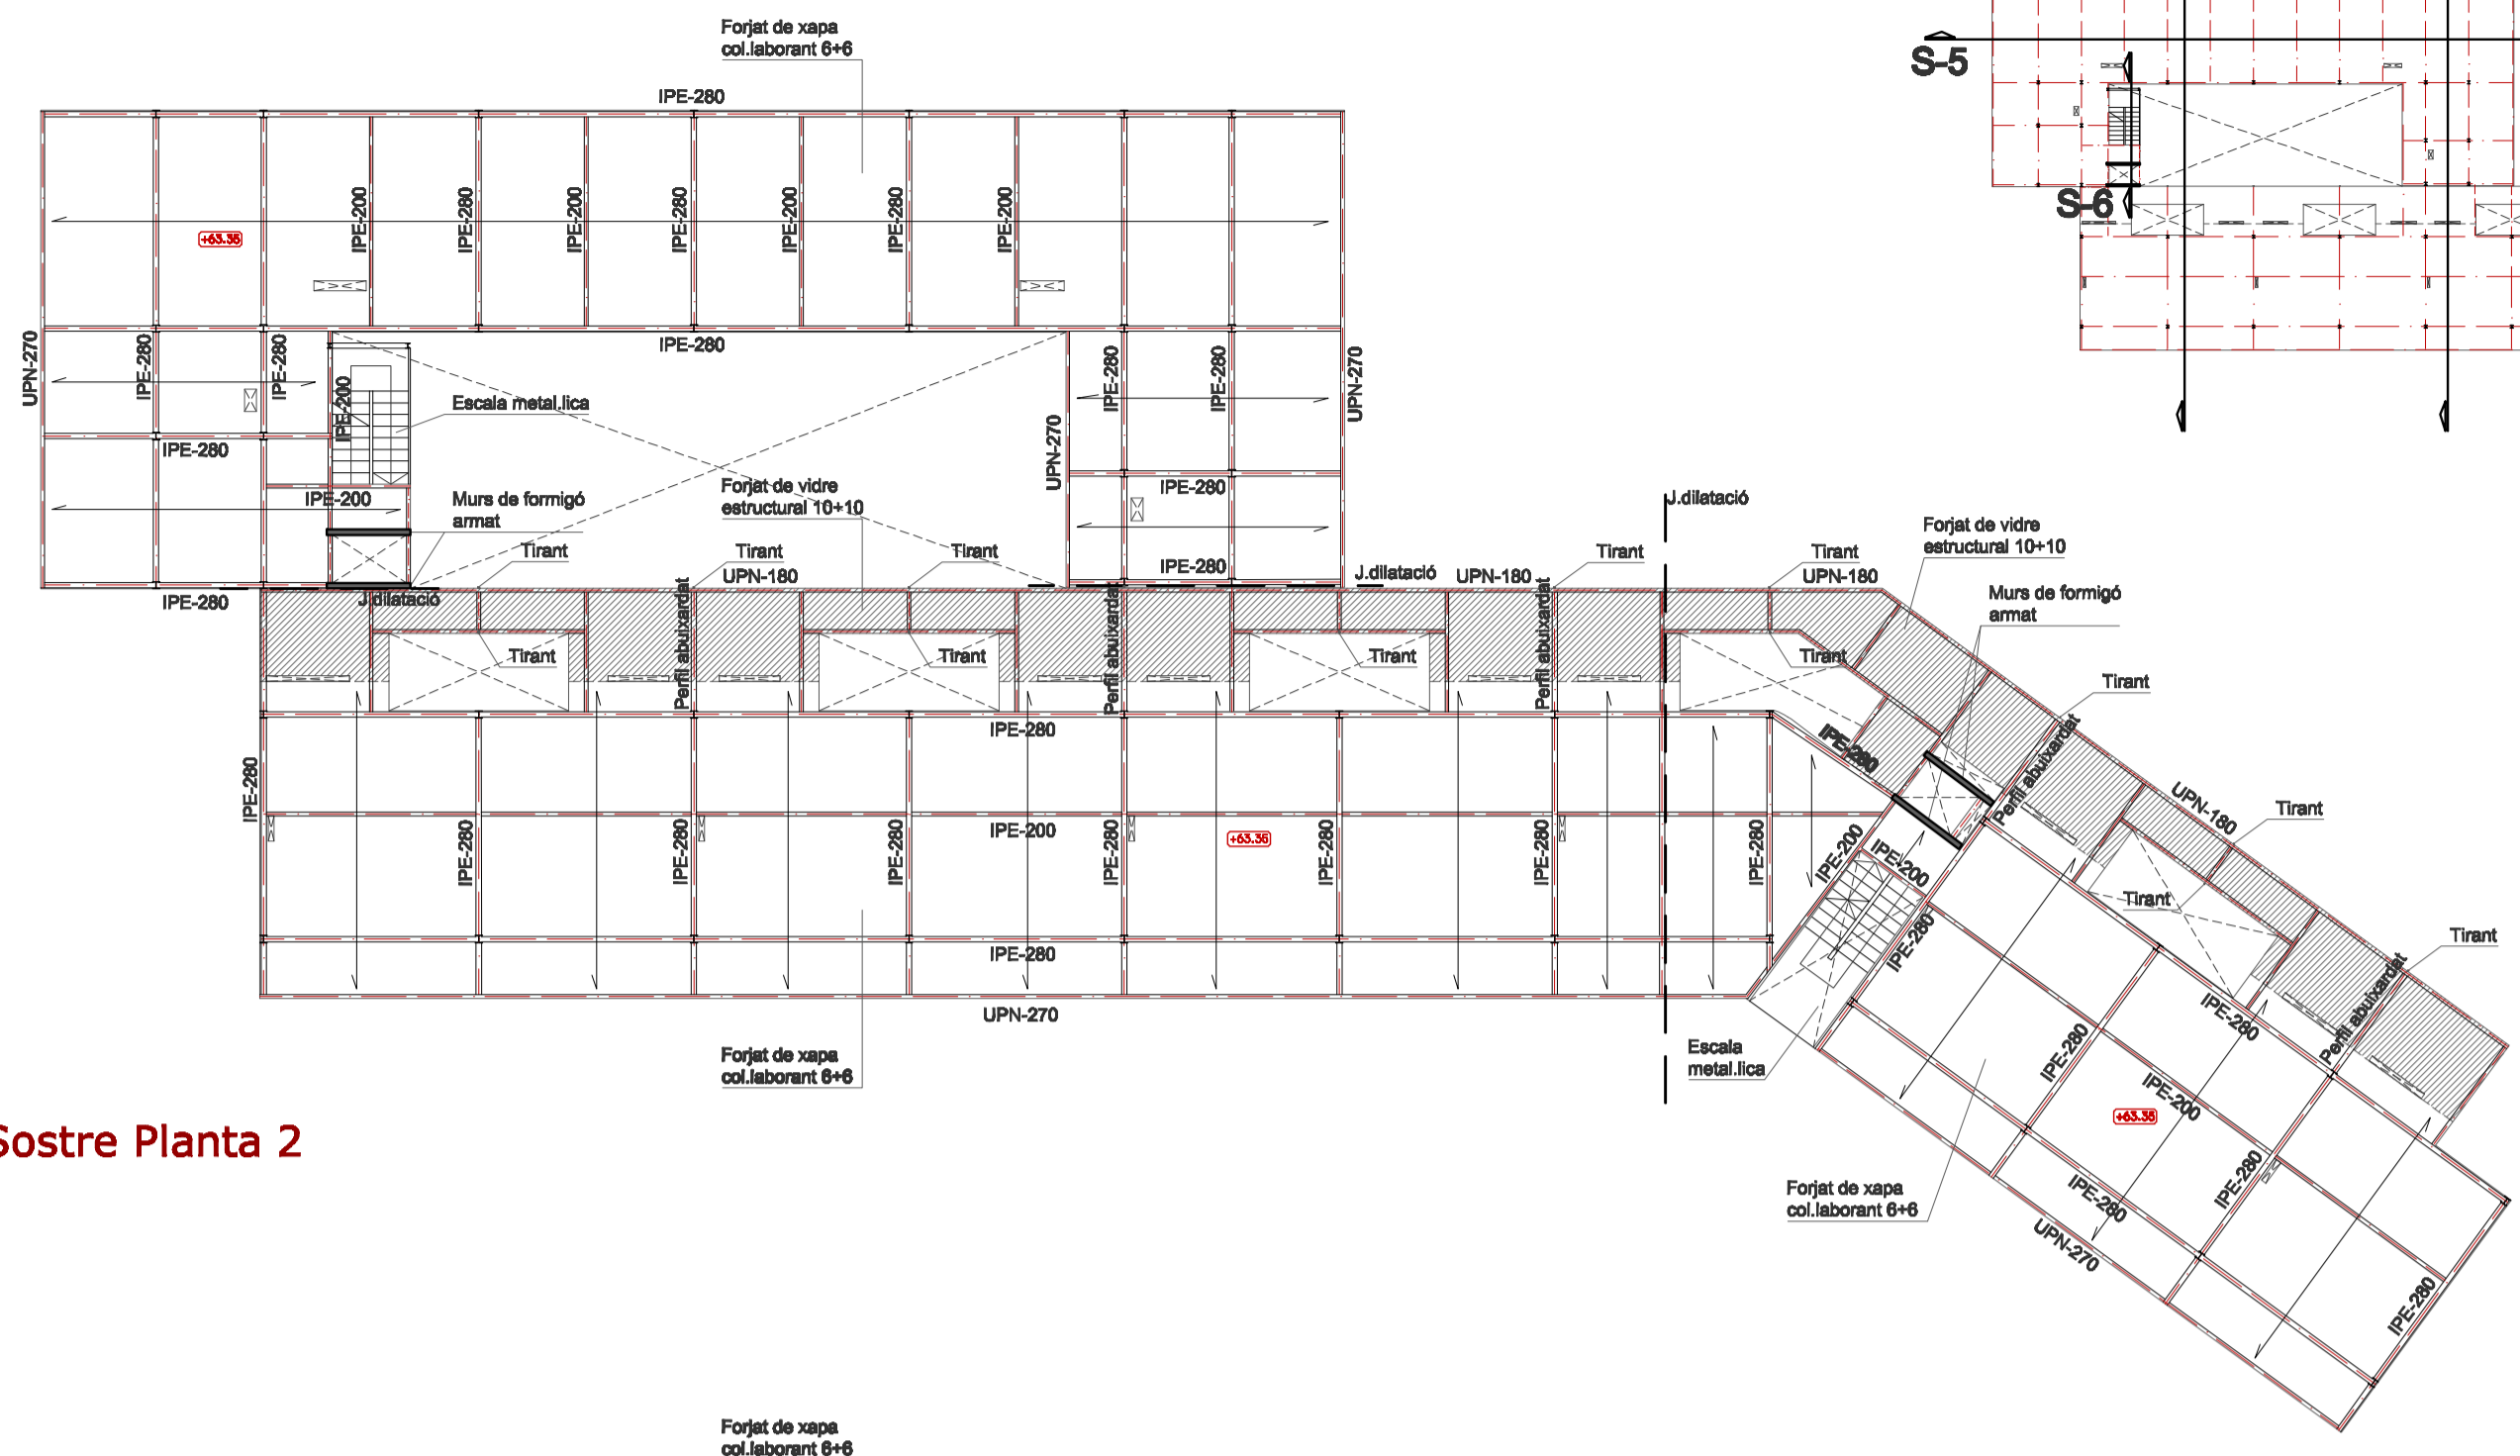 Forjat de xapa
col.laborant 6+6
IPE-280
S-5
S-6
IPE-200
IPE-280
IPE-200
IPE-280
IPE-200
IPE-280
IPE-200
+63.35
UPN-270
IPE-280
IPE-280
IPE-200
IPE-280
IPE-280
IPE-280
UPN-270
Escala metal.lica
UPN-270
IPE-280
IPE-200
Murs de formigó
armat
Forjat de vidre
estructural 10+10
IPE-280
J.dilatació
Forjat de vidre
estructural 10+10
Tirant
Tirant
Tirant
IPE-280
Tirant
Tirant
UPN-180
J.dilatació
UPN-180
UPN-180
IPE-280
J.dilatació
Murs de formigó
armat
Perfil abuixardat
Perfil abuixardat
Perfil abuixardat
Tirant
Tirant
Tirant
Tirant
Tirant
IPE-280
IPE-280
Perfil abuixardat
UPN-180
IPE-280
IPE-280
IPE-280
IPE-280
IPE-200
IPE-280
+63.35
IPE-280
IPE-280
IPE-280
IPE-200
IPE-200
Tirant
Tirant
IPE-280
Tirant
IPE-280
UPN-270
IPE-280
Perfil abuixardat
Forjat de xapa
col.laborant 6+6
Escala
metal.lica
IPE-280
IPE-200
+63.35
Sostre Planta 2
Forjat de xapa
col.laborant 6+6
IPE-280
IPE-280
UPN-270
IPE-280
Forjat de xapa
col.laborant 6+6